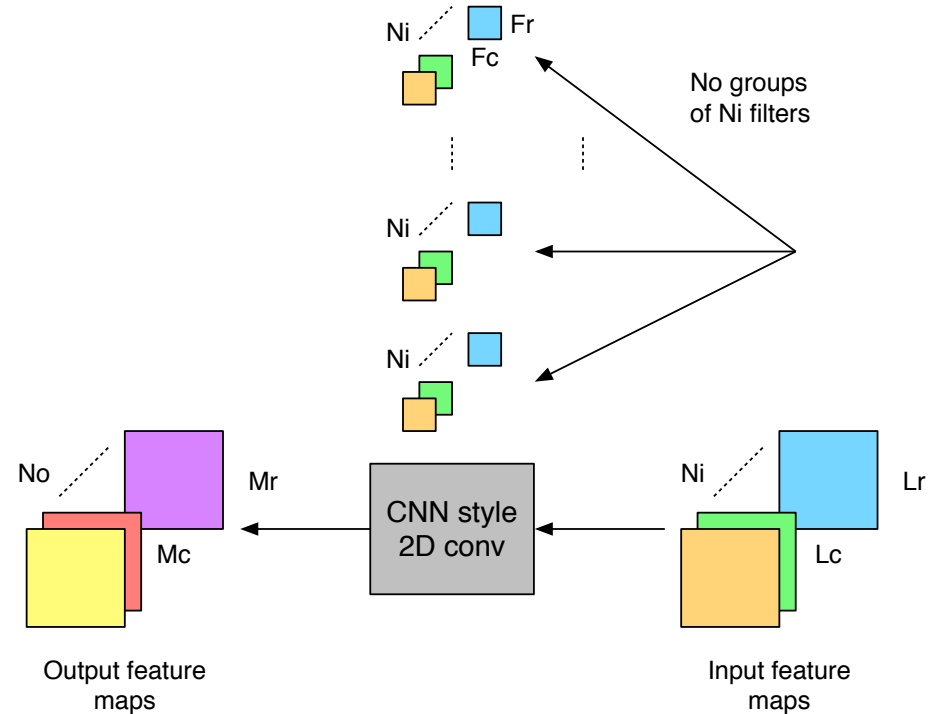 Ni
Fr
Fc
No groups
of Ni filters
Ni
Ni
No
Mr
Mc
CNN style
2D conv
Ni
Lr
Lc
Output feature
maps
Input feature
maps